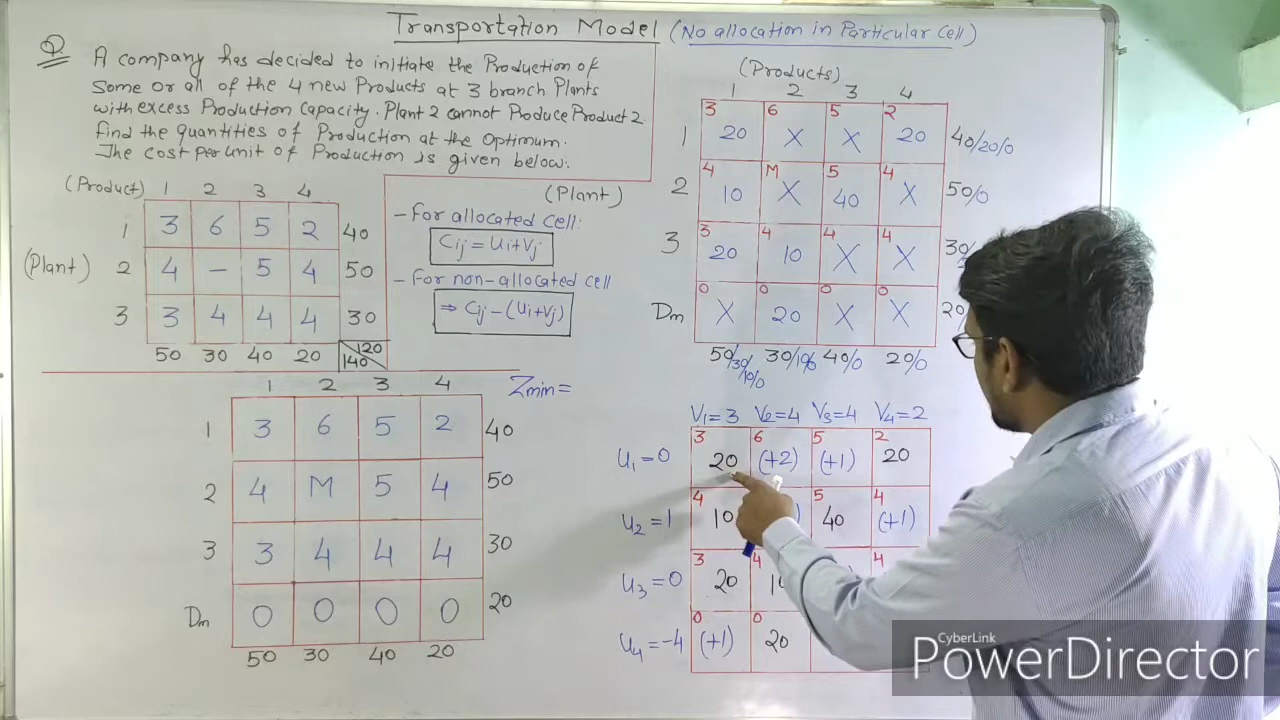 Transportation Model (No allocation in Particular Cell)
Q A company has decided to initiate the Production of
Some or all of the 4 new Products at 3 branch Plants
with excess Production Capacity. Plant 2 cannot Produce Product 2
find the quantities of Production at the Optimum.
The cost per unit of Production is given below:
(Product) 1 2 3 4
1 3 6 5 2 40
(Plant) 2 4 – 5 4 50
3 3 4 4 4 30
50 30 40 20 140 120
(Plant)
- For allocated cell:
Cij = Ui+Vj
- For non-allocated cell
⇒ Cij - (Ui+Vj)
Zmin =
1 2 3 4
1 3 6 5 2 40
2 4 M 5 4 50
3 3 4 4 4 30
Dm 0 0 0 0 20
50 30 40 20
(Products)
1 2 3 4
3 6 5 2
1 20 X X 20 40/20/0
4 M 5 4
2 10 X 40 X 50/0
3 4 4 4
3 20 10 X X 30/
0 0 0 0
Dm X 20 X X 20
50/30/10/0 30/10/0 40/0 20/0
V1=3 V2=4 V3=4 V4=2
3 6 5 2
U1=0 20 (+2) (+1) 20
4 5 4
U2=1 10 40 (+1)
3 4 4
U3=0 20
0 0
U4=-4 (+1) 20
CyberLink
PowerDirector